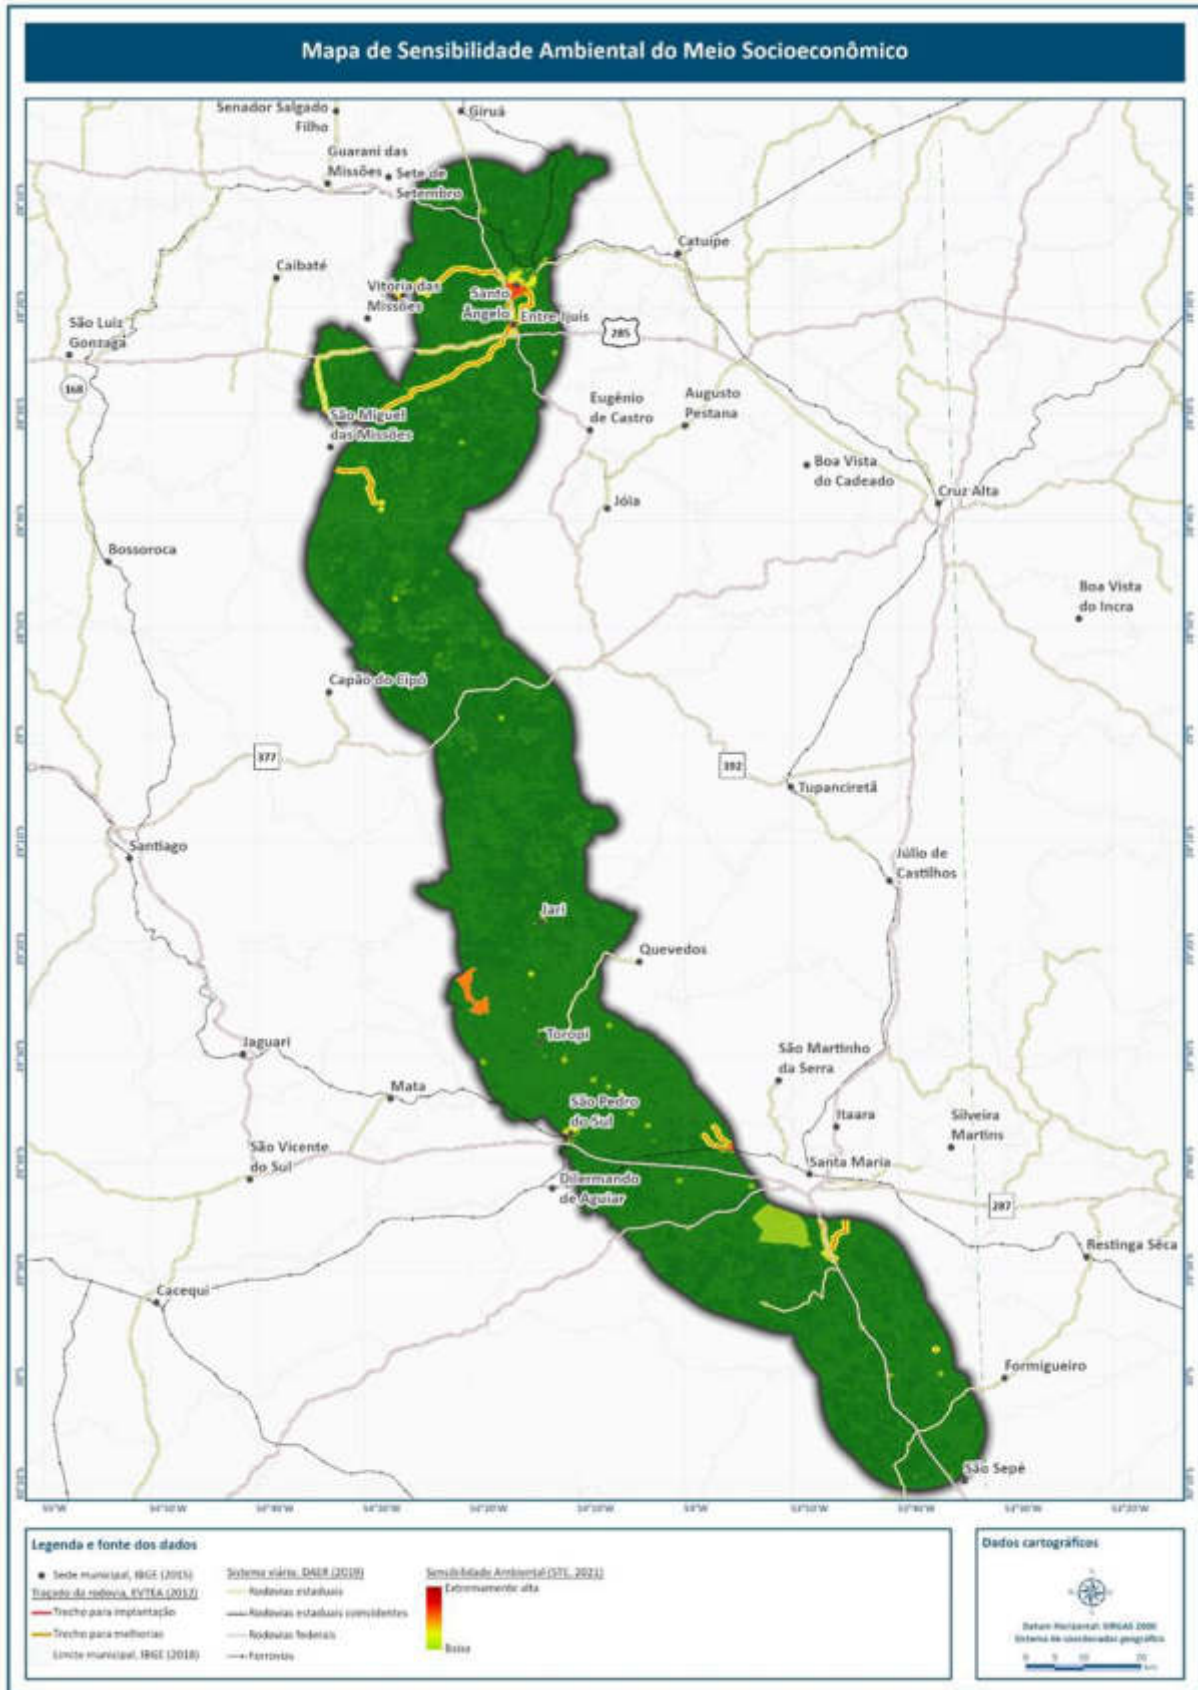 Mapa de Sensibilidade Ambiental do Meio Socioeconômico
Senador Salgado
Filho
Giruá
Guarani das
Missões
Sete de
Setembro
Catuípe
Caibaté
Vitoria das
Missões
Santo
Ângelo
Entre-Ijuís
285
São Luiz
Gonzaga
168
Eugênio
de Castro
Augusto
Pestana
São Miguel
das Missões
Boa Vista
do Cadeado
Cruz Alta
Jóia
Bossoroca
Boa Vista
do Incra
Capão do Cipó
377
392
Tupanciretã
Santiago
Júlio de
Castilhos
Jari
Quevedos
Toropi
Jaguari
São Martinho
da Serra
Mata
São Pedro
do Sul
Itaara
Silveira
Martins
São Vicente
do Sul
Santa Maria
Dilermando
de Aguiar
287
Restinga Sêca
Cacequi
Formigueiro
São Sepé
Legenda e fonte dos dados
Sede municipal, IBGE (2015)
Traçado da rodovia, EVTEA (2012)
Trecho para implantação
Trecho para melhorias
Limite municipal, IBGE (2018)
Sistema viário, DAER (2019)
Rodovias estaduais
Rodovias estaduais coincidentes
Rodovias federais
Ferrovias
Sensibilidade Ambiental (STE, 2021)
Extremamente alta
Baixa
Dados cartográficos
Datum Horizontal: SIRGAS 2000
Sistema de coordenadas geográfico
0 5 10 20
km